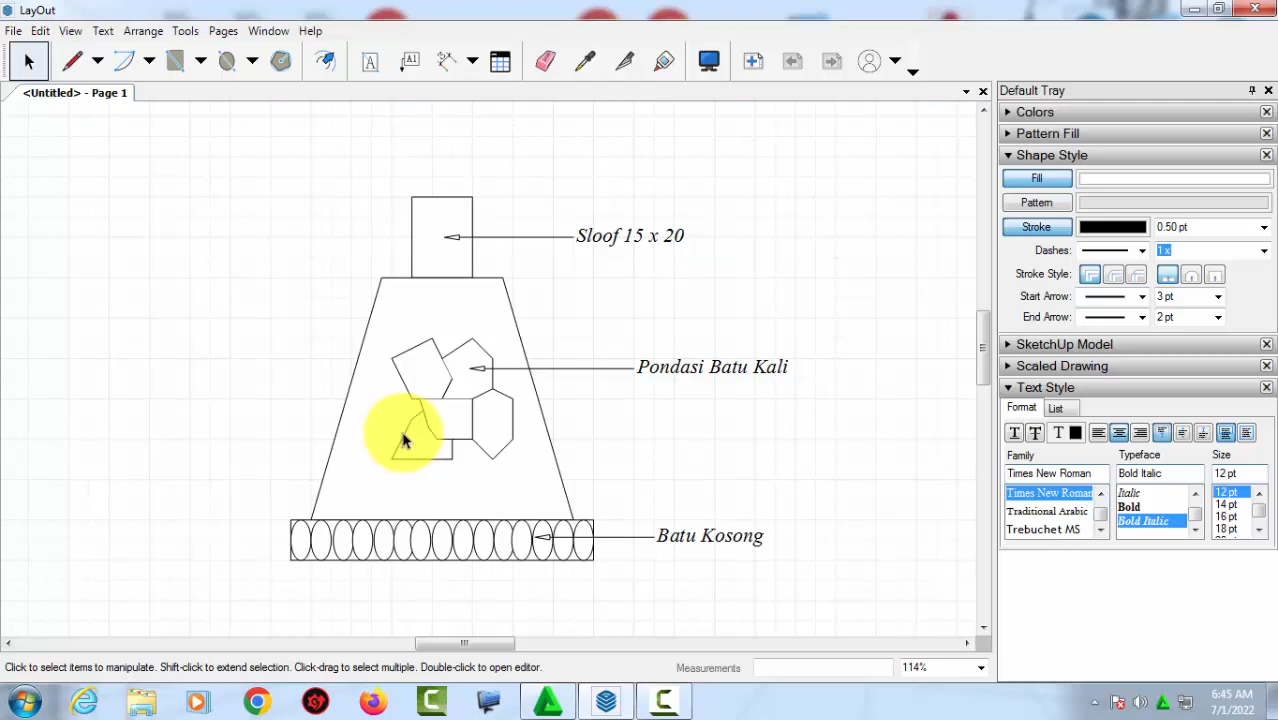 LayOut
File Edit View Text Arrange Tools Pages Window Help
<Untitled> - Page 1
Default Tray
Colors
Pattern Fill
Shape Style
Fill
Pattern
Stroke 0.50 pt
Dashes: 1 x
Stroke Style:
Start Arrow: 3 pt
End Arrow: 2 pt
SketchUp Model
Scaled Drawing
Text Style
Format List
Family Typeface Size
Times New Roman Bold Italic 12 pt
Times New Roman Italic 12 pt
Traditional Arabic Bold 14 pt
Trebuchet MS Bold Italic 16 pt
18 pt
Sloof 15 x 20
Pondasi Batu Kali
Batu Kosong
Click to select items to manipulate. Shift-click to extend selection. Click-drag to select multiple. Double-click to open editor.
Measurements
114%
6:45 AM
7/1/2022